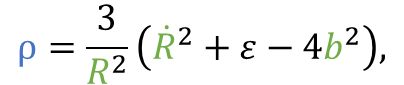 ρ = 3/R² (Ṙ² + ε − 4b²),